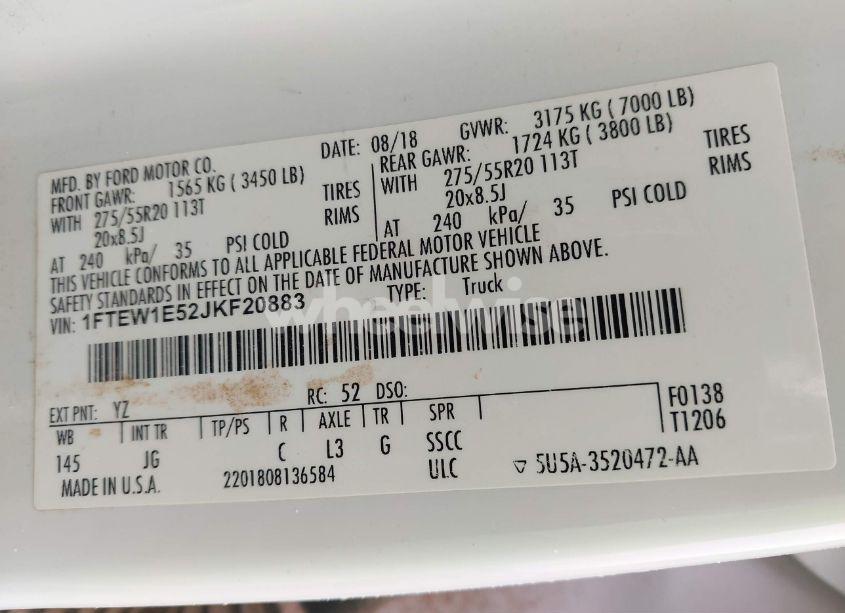 MFD. BY FORD MOTOR CO.
DATE: 08/18
GVWR: 3175 KG ( 7000 LB)
FRONT GAWR: 1565 KG ( 3450 LB)
WITH 275/55R20 113T TIRES
20x8.5J RIMS
AT 240 kPa/ 35 PSI COLD
REAR GAWR: 1724 KG ( 3800 LB)
WITH 275/55R20 113T TIRES
20x8.5J RIMS
AT 240 kPa/ 35 PSI COLD
THIS VEHICLE CONFORMS TO ALL APPLICABLE FEDERAL MOTOR VEHICLE
SAFETY STANDARDS IN EFFECT ON THE DATE OF MANUFACTURE SHOWN ABOVE.
VIN: 1FTEW1E52JKF20883
TYPE: Truck
wheelwise
EXT PNT: YZ
RC: 52 DSO:
WB INT TR TP/PS R AXLE TR SPR
145 JG C L3 G SSCC
ULC
F0138
T1206
MADE IN U.S.A.
2201808136584
▽ 5U5A-3520472-AA